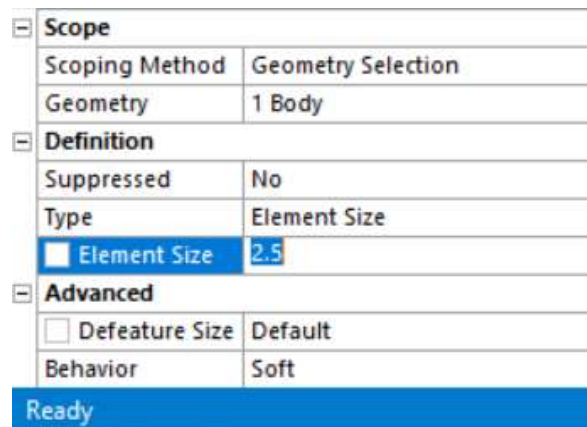 Scope
Scoping Method Geometry Selection
Geometry 1 Body
Definition
Suppressed No
Type Element Size
Element Size 2.5
Advanced
Defeature Size Default
Behavior Soft
Ready